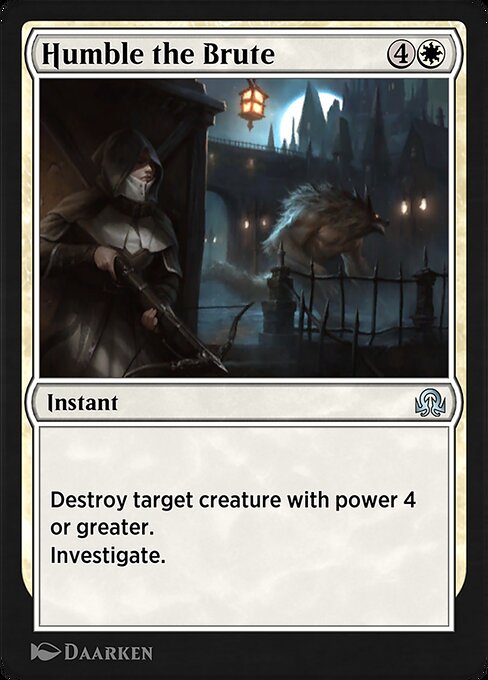 Humble the Brute 4
Instant
Destroy target creature with power 4
or greater.
Investigate.
DAARKEN